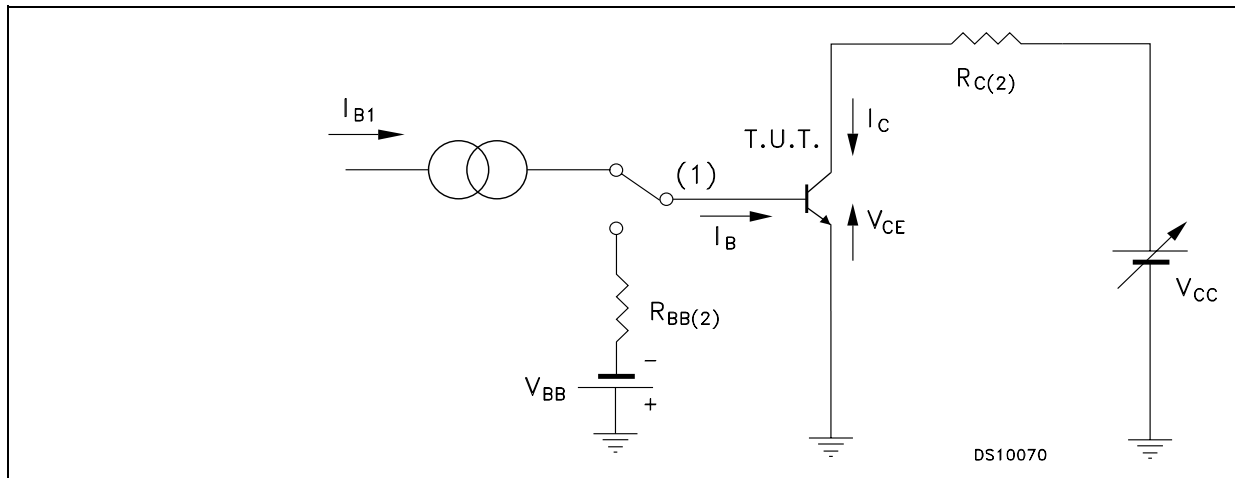 R_C(2)
I_B1
I_C
T.U.T.
(1)
V_CE
I_B
V_CC
R_BB(2)
-
V_BB
+
DS10070